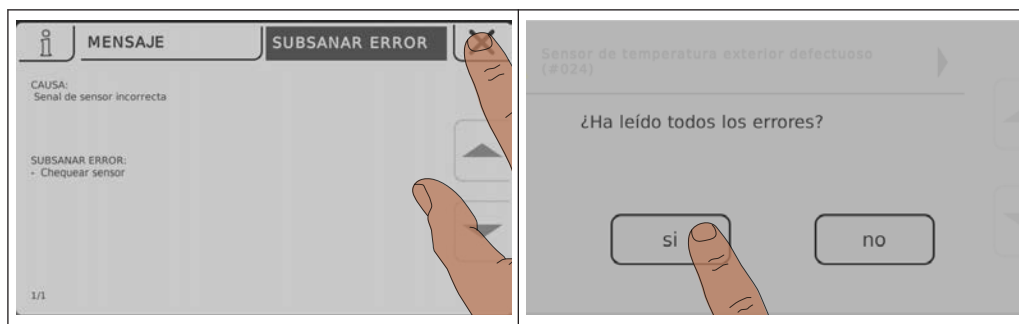 MENSAJE
SUBSANAR ERROR
CAUSA:
Senal de sensor incorrecta
SUBSANAR ERROR:
- Chequear sensor
1/1
Sensor de temperatura exterior defectuoso
(#024)
¿Ha leído todos los errores?
si
no